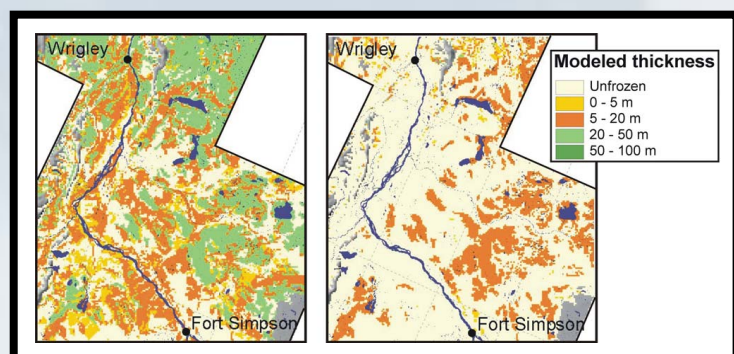 Wrigley
Fort Simpson
Wrigley
Fort Simpson
Modeled thickness
Unfrozen
0 - 5 m
5 - 20 m
20 - 50 m
50 - 100 m